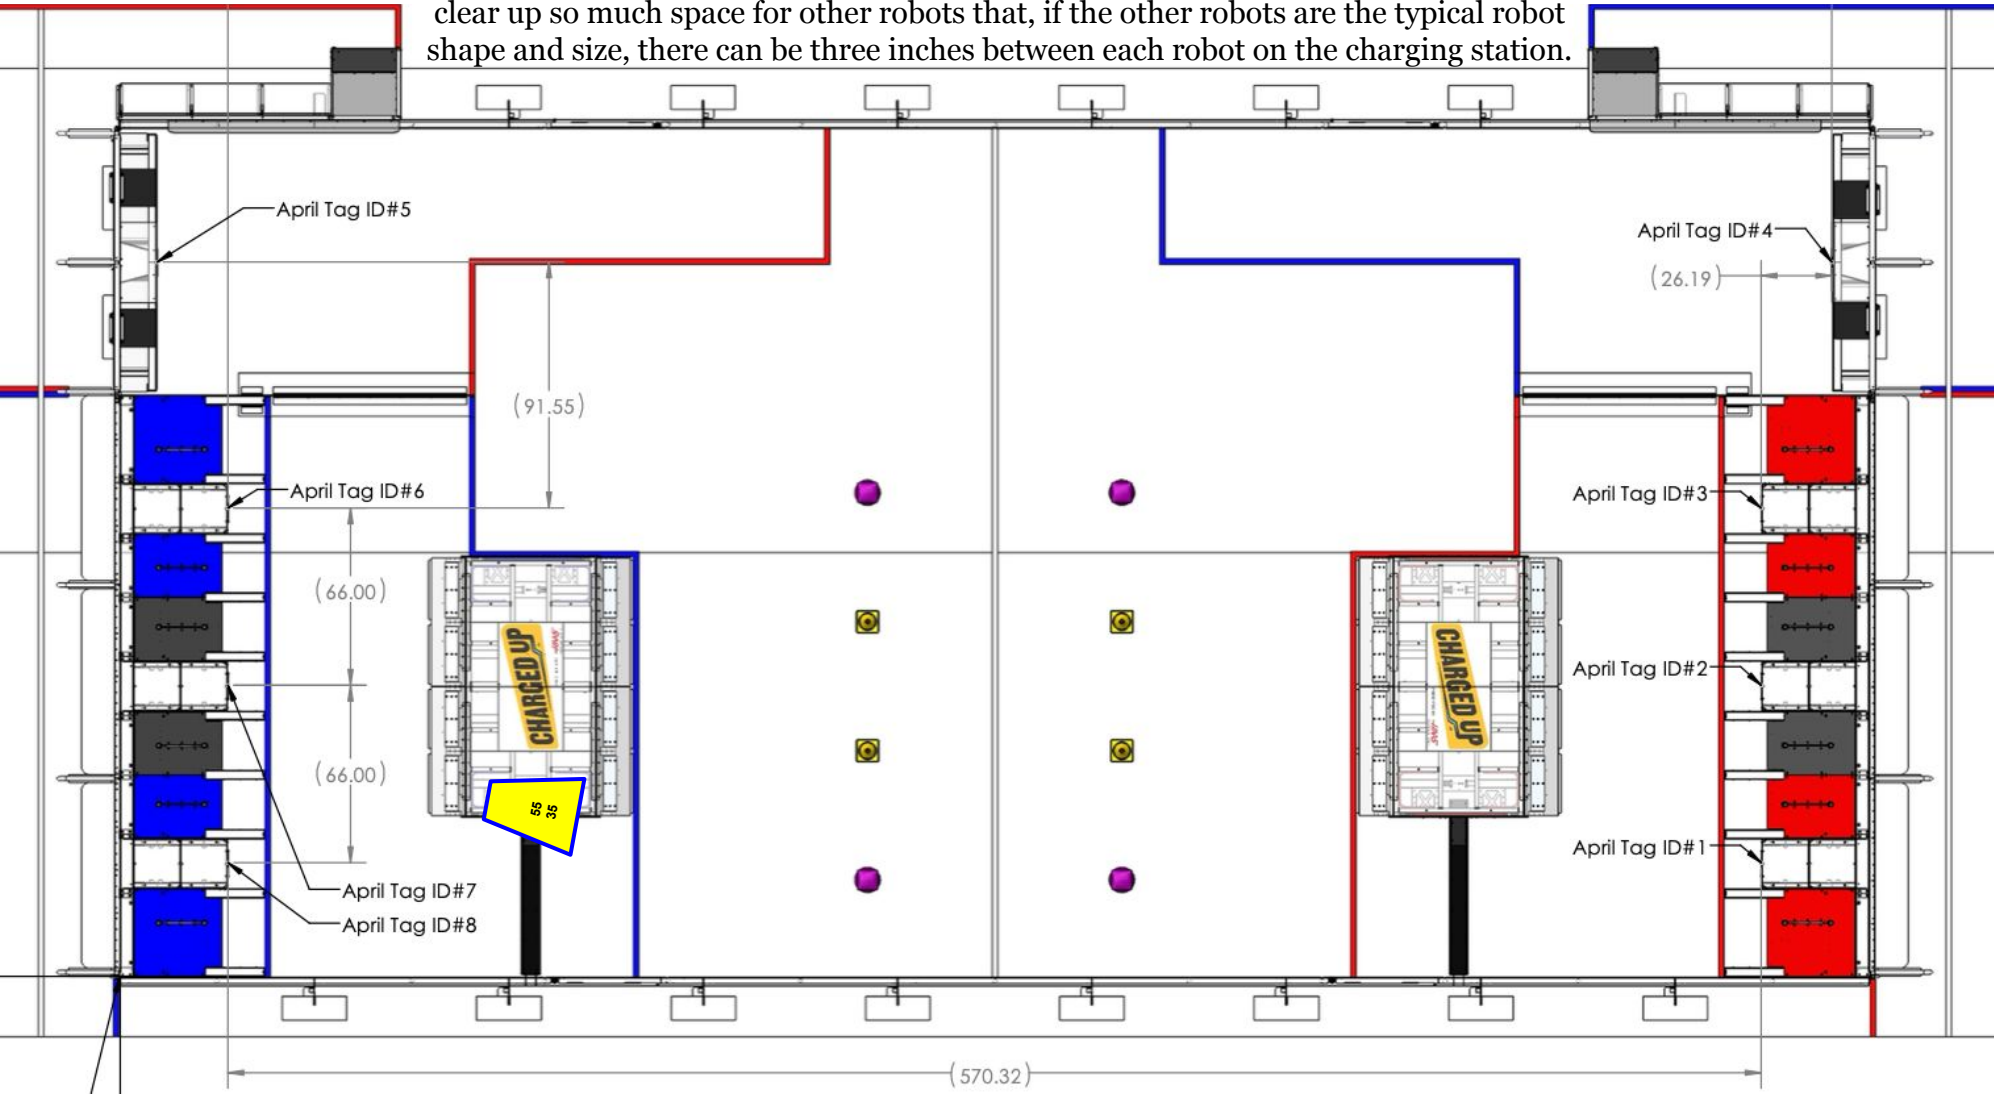 clear up so much space for other robots that, if the other robots are the typical robot
shape and size, there can be three inches between each robot on the charging station.
April Tag ID#5
April Tag ID#4
(26.19)
(91.55)
April Tag ID#6
April Tag ID#3
(66.00)
CHARGED UP
CHARGED UP
April Tag ID#2
(66.00)
55
35
April Tag ID#1
April Tag ID#7
April Tag ID#8
(570.32)